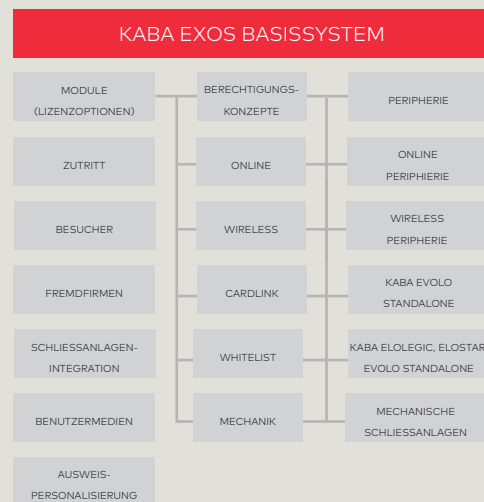 KABA EXOS BASISSYSTEM
MODULE
(LIZENZOPTIONEN)
BERECHTIGUNGS-
KONZEPTE
PERIPHERIE
ZUTRITT
ONLINE
ONLINE
PERIPHIERIE
BESUCHER
WIRELESS
WIRELESS
PERIPHERIE
FREMDFIRMEN
CARDLINK
KABA EVOLO
STANDALONE
SCHLIESSANLAGEN-
INTEGRATION
WHITELIST
KABA ELOLEGIC, ELOSTAR
EVOLO STANDALONE
BENUTZERMEDIEN
MECHANIK
MECHANISCHE
SCHLIESSANLAGEN
AUSWEIS-
PERSONALISIERUNG